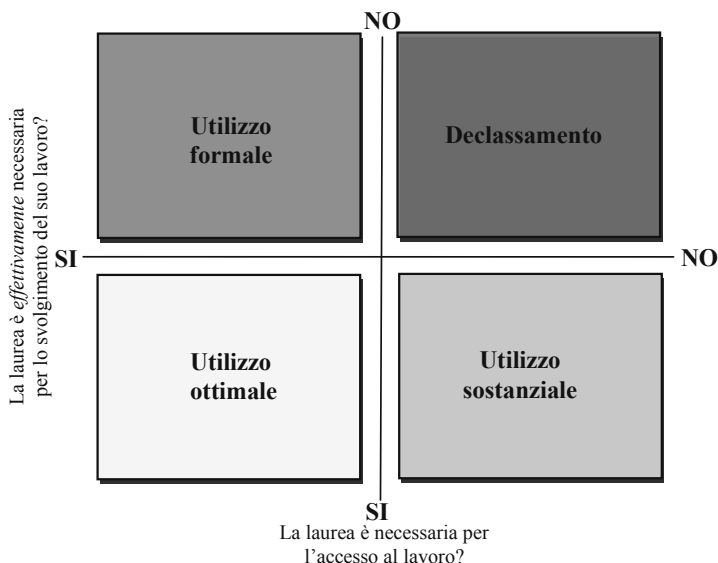 NO
La laurea è effettivamente necessaria
per lo svolgimento del suo lavoro?
Utilizzo
formale
Declassamento
SI
NO
Utilizzo
ottimale
Utilizzo
sostanziale
SI
La laurea è necessaria per
l'accesso al lavoro?